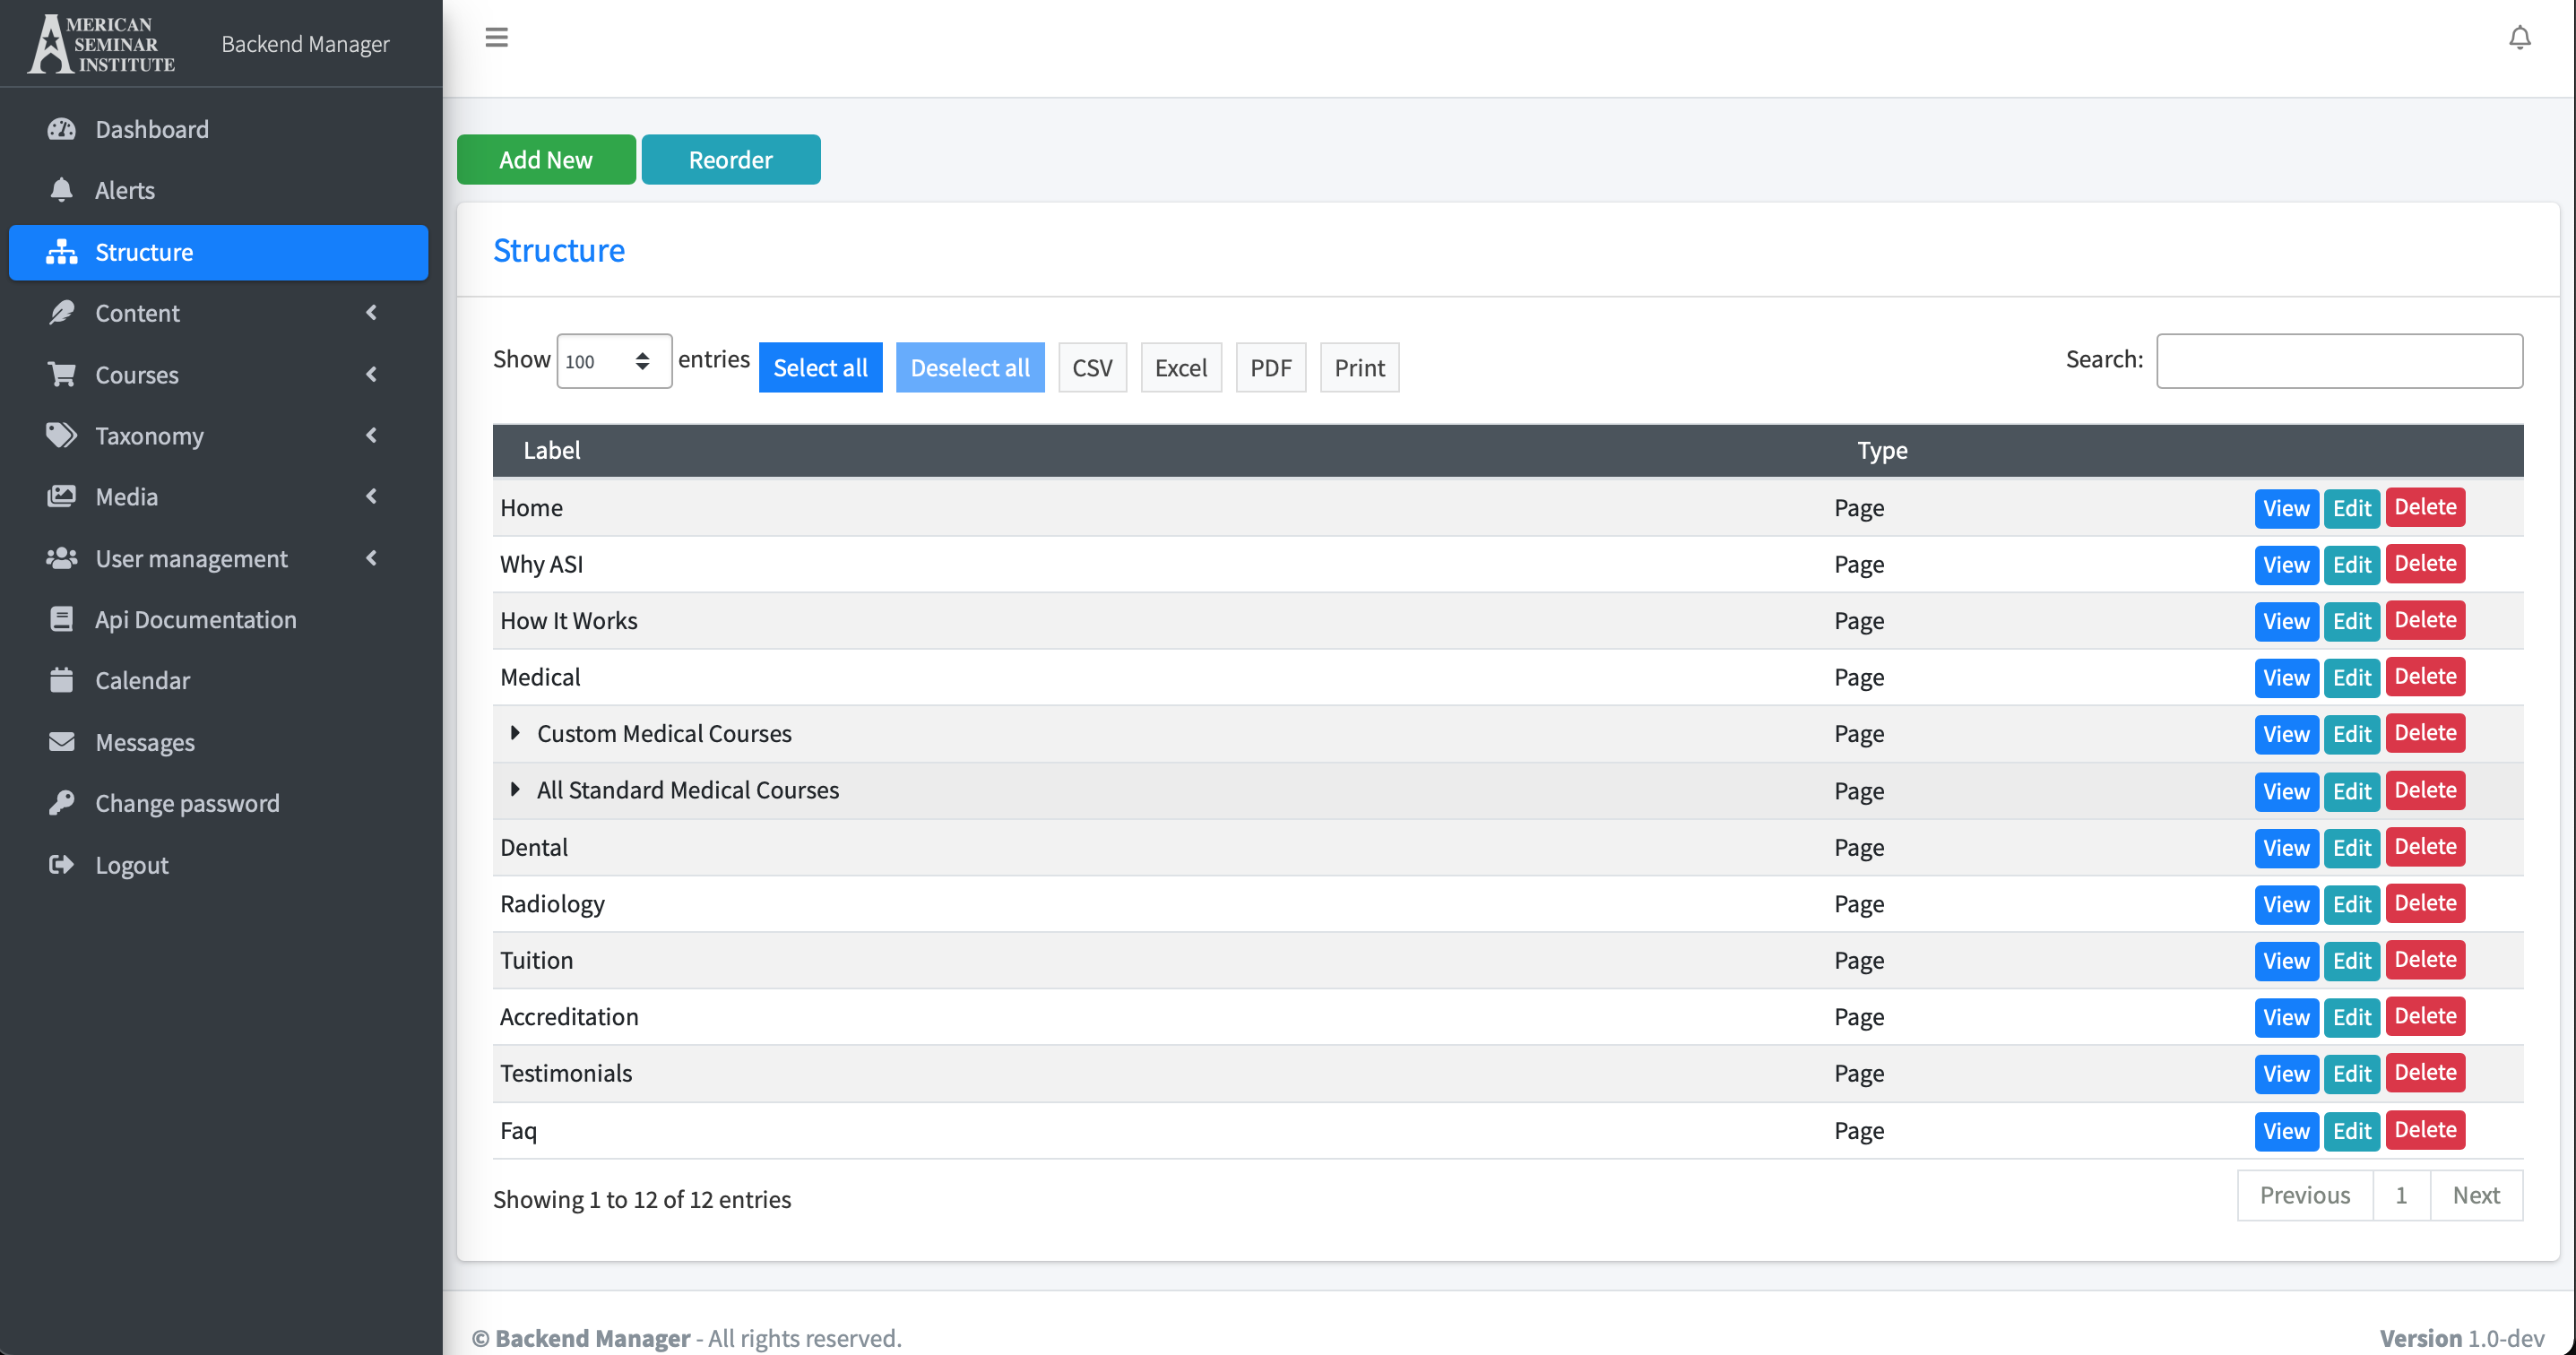 AMERICAN
SEMINAR
INSTITUTE
Backend Manager
Dashboard
Alerts
Structure
Content
Courses
Taxonomy
Media
User management
Api Documentation
Calendar
Messages
Change password
Logout
Add New Reorder
Structure
Show 100 entries Select all Deselect all CSV Excel PDF Print Search:
Label Type
Home Page View Edit Delete
Why ASI Page View Edit Delete
How It Works Page View Edit Delete
Medical Page View Edit Delete
Custom Medical Courses Page View Edit Delete
All Standard Medical Courses Page View Edit Delete
Dental Page View Edit Delete
Radiology Page View Edit Delete
Tuition Page View Edit Delete
Accreditation Page View Edit Delete
Testimonials Page View Edit Delete
Faq Page View Edit Delete
Showing 1 to 12 of 12 entries Previous 1 Next
© Backend Manager - All rights reserved. Version 1.0-dev